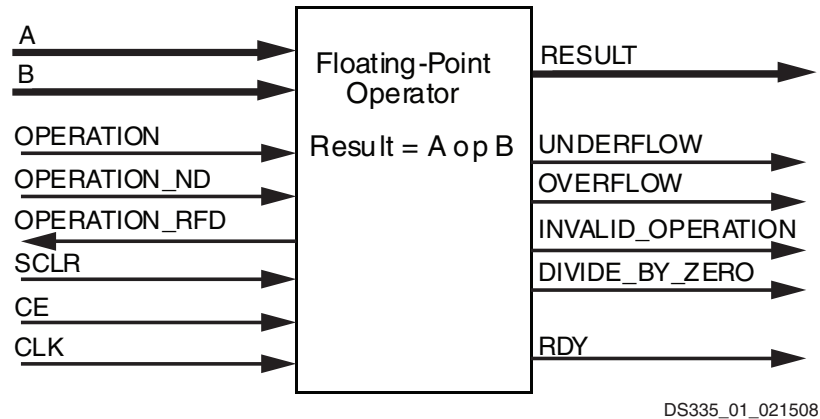 A
B
OPERATION
OPERATION_ND
OPERATION_RFD
SCLR
CE
CLK
Floating-Point
Operator
Result = A op B
RESULT
UNDERFLOW
OVERFLOW
INVALID_OPERATION
DIVIDE_BY_ZERO
RDY
DS335_01_021508